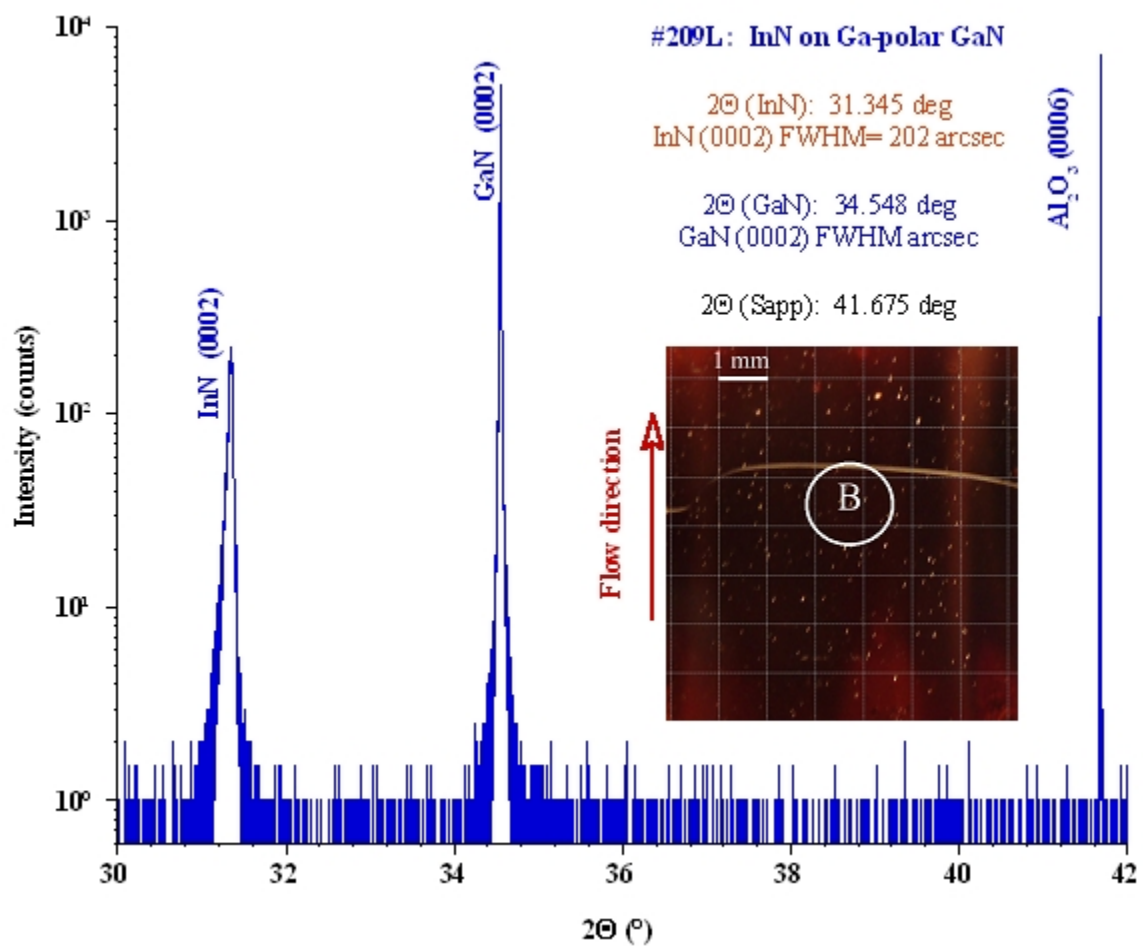 #209L: InN on Ga-polar GaN
2Θ (InN): 31.345 deg
InN (0002) FWHM= 202 arcsec
2Θ (GaN): 34.548 deg
GaN (0002) FWHM arcsec
2Θ (Sapp): 41.675 deg
InN (0002)
GaN (0002)
Al₂O₃ (0006)
1 mm
B
Flow direction
Intensity (counts)
10⁴
10³
10²
10¹
10⁰
30 32 34 36 38 40 42
2Θ (°)